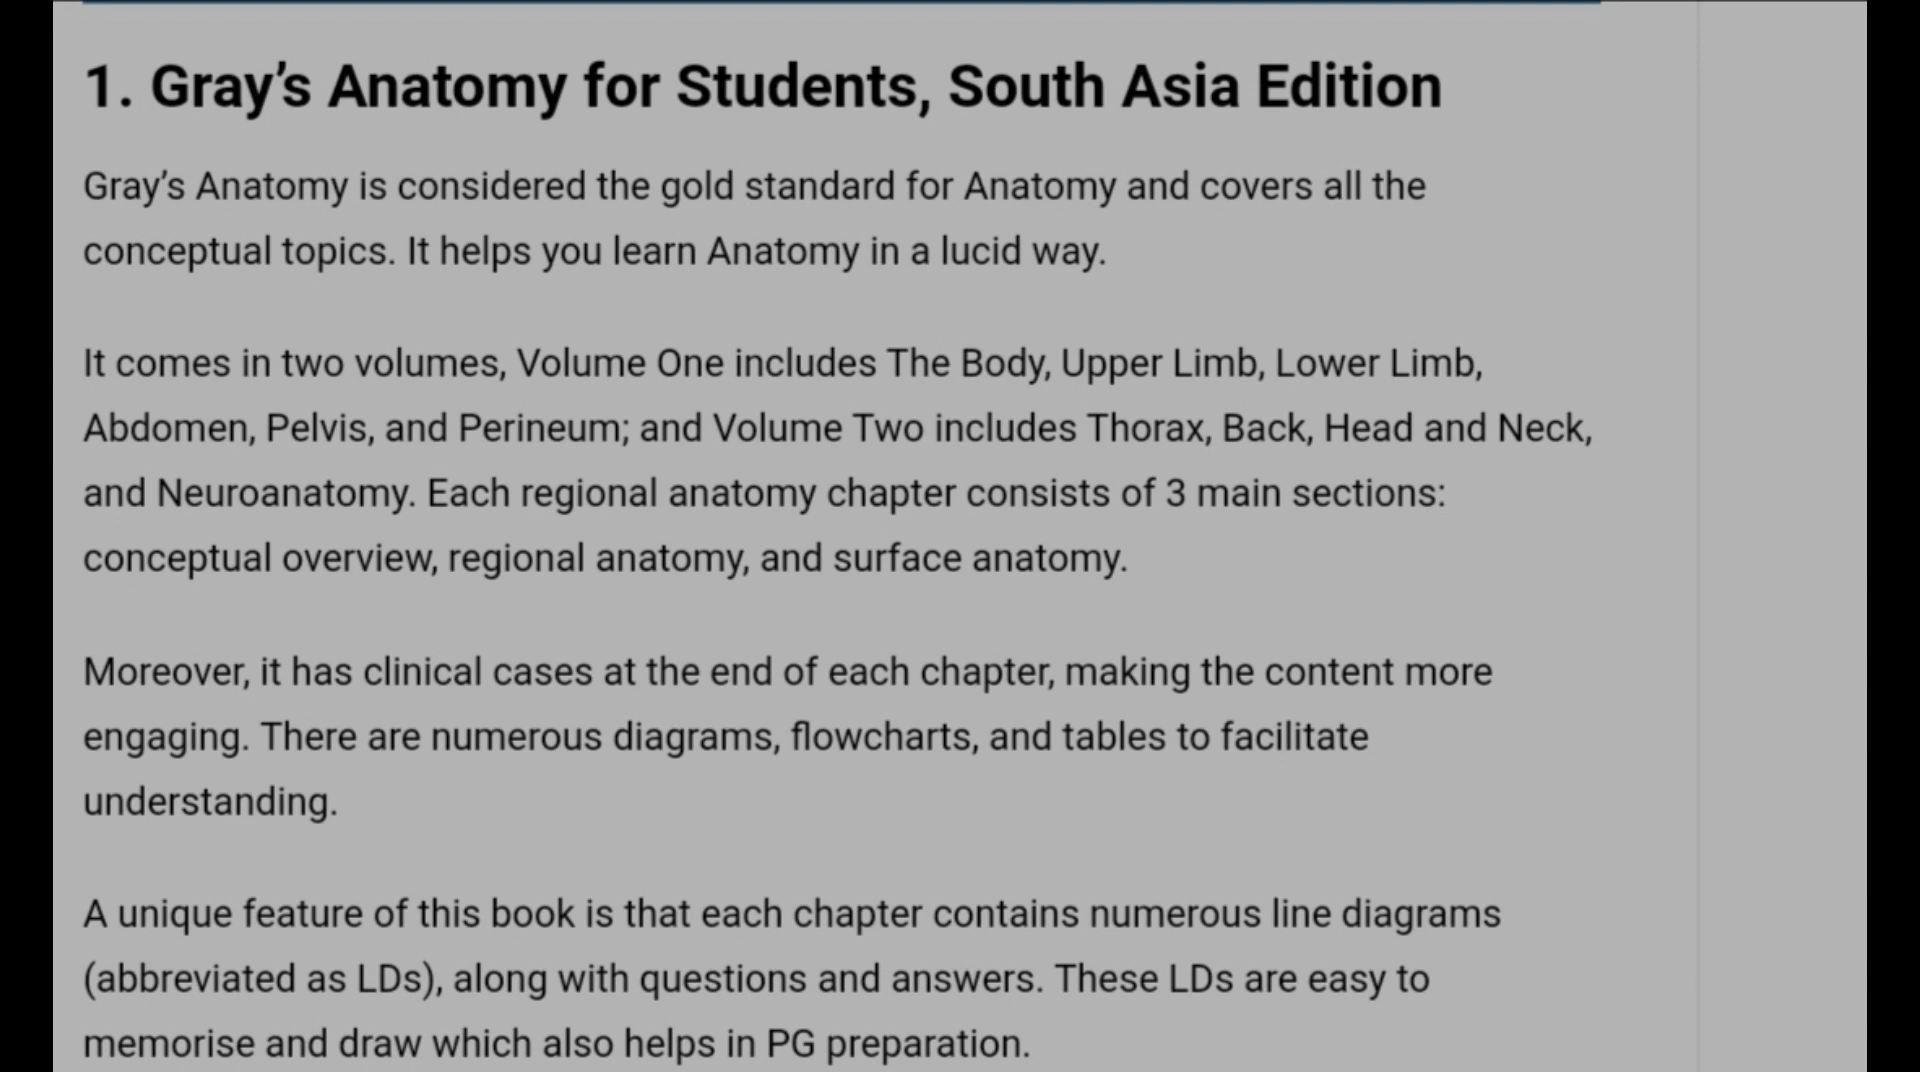 1. Gray’s Anatomy for Students, South Asia Edition
Gray’s Anatomy is considered the gold standard for Anatomy and covers all the
conceptual topics. It helps you learn Anatomy in a lucid way.
It comes in two volumes, Volume One includes The Body, Upper Limb, Lower Limb,
Abdomen, Pelvis, and Perineum; and Volume Two includes Thorax, Back, Head and Neck,
and Neuroanatomy. Each regional anatomy chapter consists of 3 main sections:
conceptual overview, regional anatomy, and surface anatomy.
Moreover, it has clinical cases at the end of each chapter, making the content more
engaging. There are numerous diagrams, flowcharts, and tables to facilitate
understanding.
A unique feature of this book is that each chapter contains numerous line diagrams
(abbreviated as LDs), along with questions and answers. These LDs are easy to
memorise and draw which also helps in PG preparation.